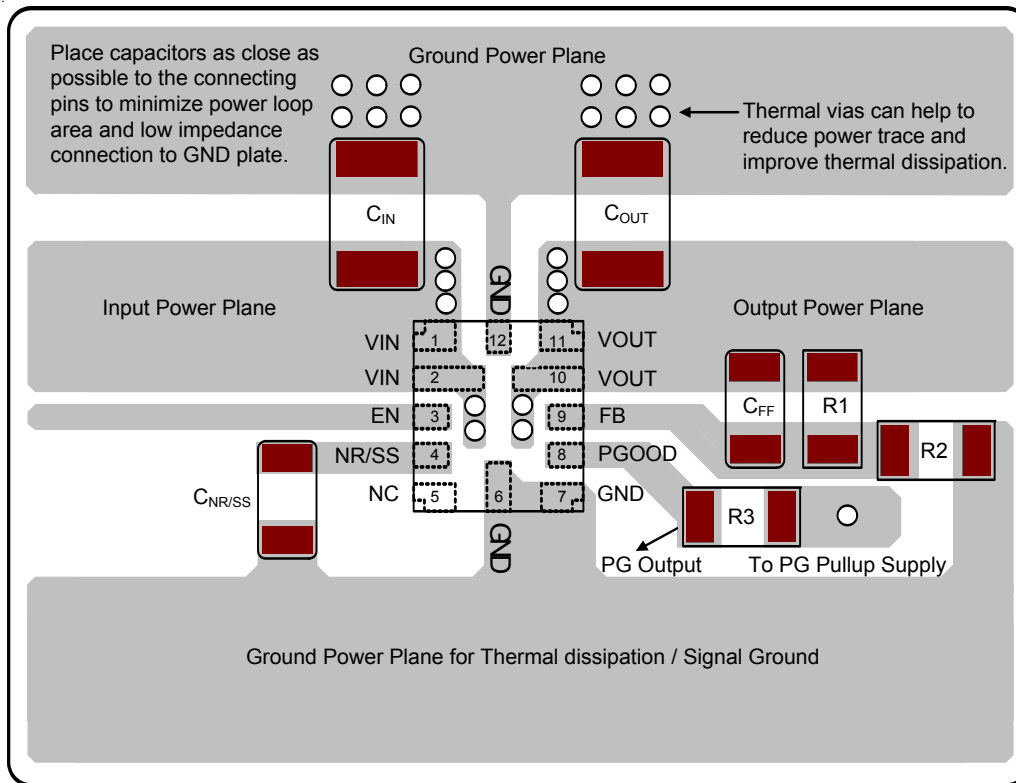 Place capacitors as close as
possible to the connecting
pins to minimize power loop
area and low impedance
connection to GND plate.
Ground Power Plane
Thermal vias can help to
reduce power trace and
improve thermal dissipation.
CIN
COUT
Input Power Plane
GND
Output Power Plane
VIN 1 12 11 VOUT
VIN 2 10 VOUT
EN 3 9 FB
CFF
R1
NR/SS 4 8 PGOOD
R2
CNR/SS
NC 5 6 7 GND
R3
GND
PG Output
To PG Pullup Supply
Ground Power Plane for Thermal dissipation / Signal Ground